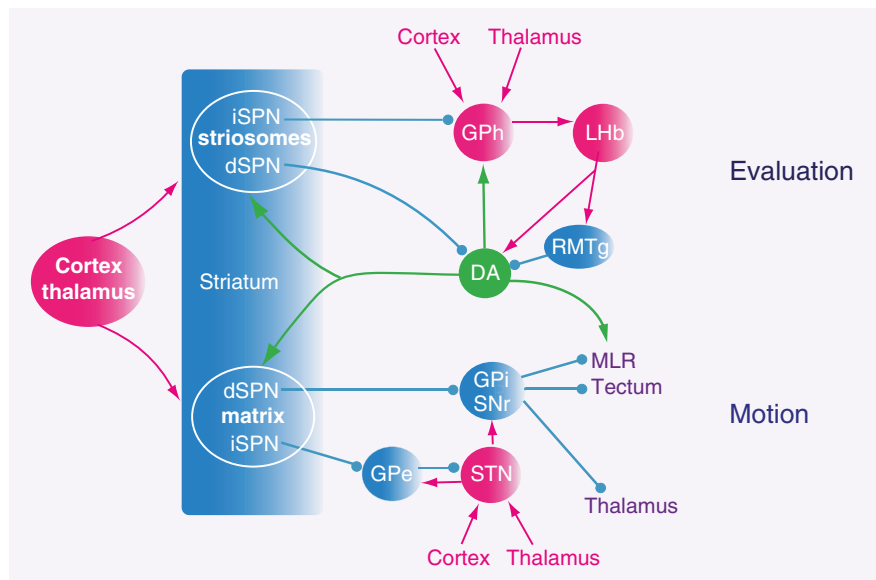 Cortex Thalamus
iSPN
striosomes
dSPN
GPh
LHb
Evaluation
RMTg
DA
Cortex
thalamus
Striatum
MLR
Tectum
dSPN
matrix
iSPN
GPi
SNr
Motion
GPe
STN
Thalamus
Cortex Thalamus